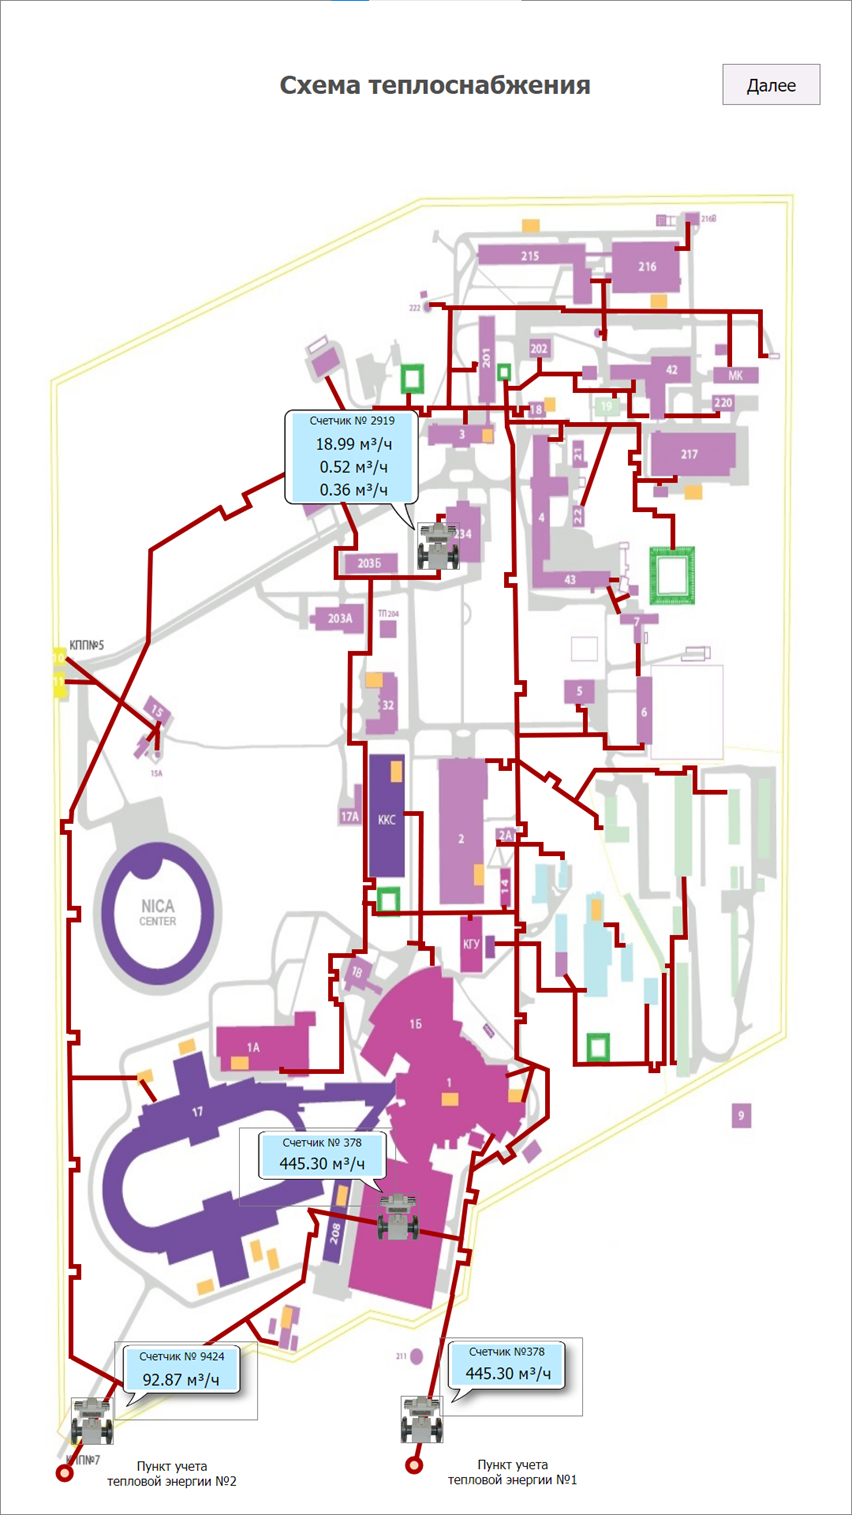 Схема теплоснабжения
Далее
216В
215
216
222
201
202
42
МК
220
18
19
Счетчик № 2919
18.99 м³/ч
0.52 м³/ч
0.36 м³/ч
3
21
217
22
4
234
203Б
43
203А
ТП 204
7
КПП№5
5
6
32
15
15А
17А
ККС
2
2А
14
NICA
CENTER
КГУ
1В
1Б
1А
1
17
9
Счетчик № 378
445.30 м³/ч
208
211
Счетчик № 9424
92.87 м³/ч
Счетчик №378
445.30 м³/ч
КПП№7
Пункт учета
тепловой энергии №2
Пункт учета
тепловой энергии №1